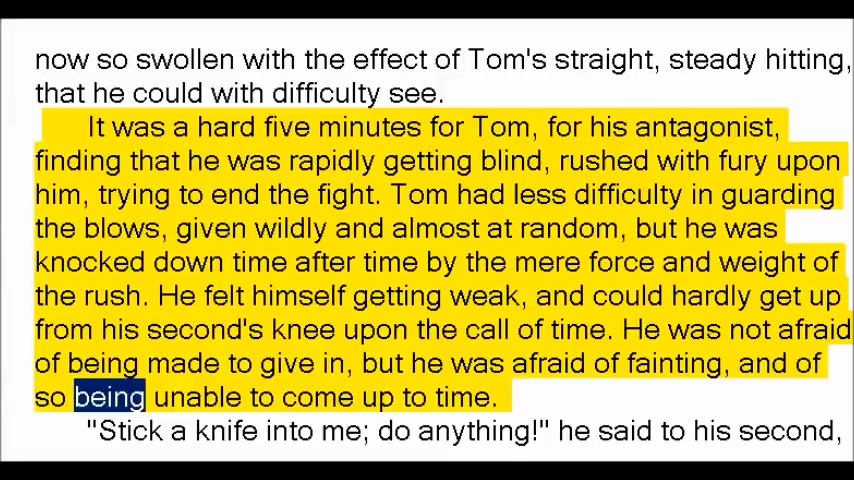 now so swollen with the effect of Tom's straight, steady hitting,
that he could with difficulty see.
It was a hard five minutes for Tom, for his antagonist,
finding that he was rapidly getting blind, rushed with fury upon
him, trying to end the fight. Tom had less difficulty in guarding
the blows, given wildly and almost at random, but he was
knocked down time after time by the mere force and weight of
the rush. He felt himself getting weak, and could hardly get up
from his second's knee upon the call of time. He was not afraid
of being made to give in, but he was afraid of fainting, and of
so being unable to come up to time.
"Stick a knife into me; do anything!" he said to his second,